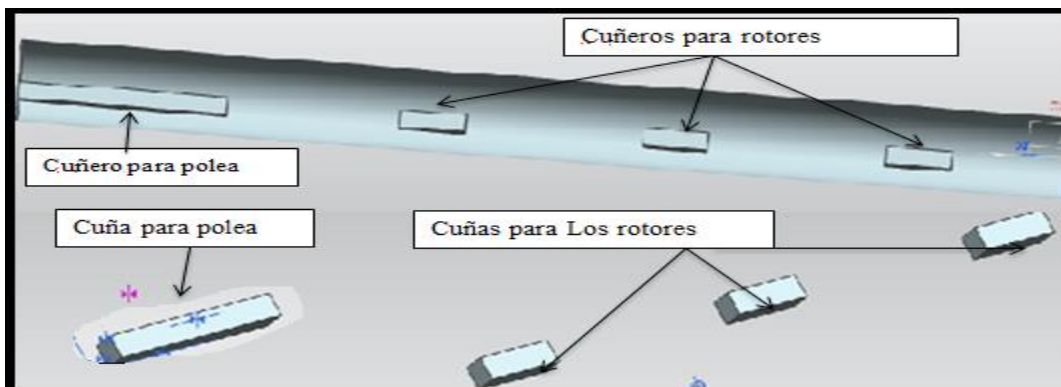 Cuñeros para rotores
Cuñero para polea
Cuña para polea
Cuñas para Los rotores